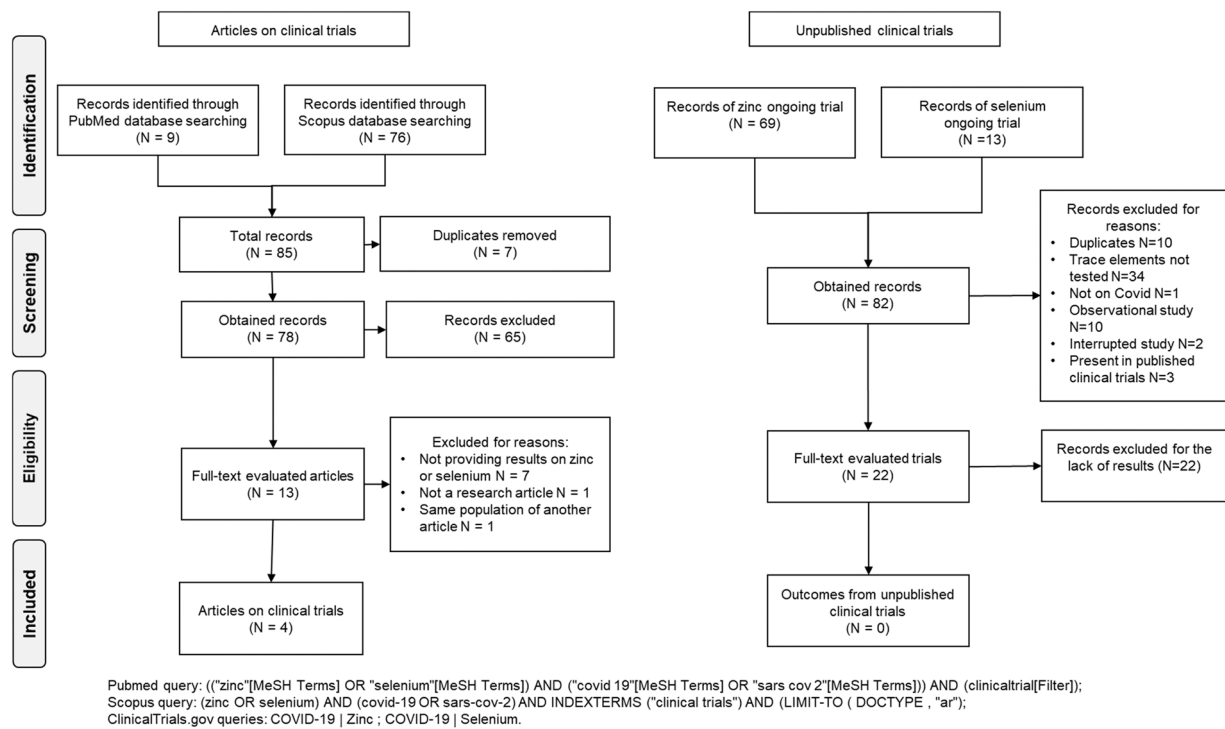 Articles on clinical trials
Unpublished clinical trials
Identification
Records identified through
PubMed database searching
(N = 9)
Records identified through
Scopus database searching
(N = 76)
Records of zinc ongoing trial
(N = 69)
Records of selenium
ongoing trial
(N =13)
Screening
Total records
(N = 85)
Duplicates removed
(N = 7)
Obtained records
(N = 78)
Records excluded
(N = 65)
Obtained records
(N = 82)
Records excluded for
reasons:
• Duplicates N=10
• Trace elements not
tested N=34
• Not on Covid N=1
• Observational study
N=10
• Interrupted study N=2
• Present in published
clinical trials N=3
Eligibility
Full-text evaluated articles
(N = 13)
Excluded for reasons:
• Not providing results on zinc
or selenium N = 7
• Not a research article N = 1
• Same population of another
article N = 1
Full-text evaluated trials
(N = 22)
Records excluded for the
lack of results (N=22)
Included
Articles on clinical trials
(N = 4)
Outcomes from unpublished
clinical trials
(N = 0)
Pubmed query: (("zinc"[MeSH Terms] OR "selenium"[MeSH Terms]) AND ("covid 19"[MeSH Terms] OR "sars cov 2"[MeSH Terms])) AND (clinicaltrial[Filter]);
Scopus query: (zinc OR selenium) AND (covid-19 OR sars-cov-2) AND INDEXTERMS ("clinical trials") AND (LIMIT-TO ( DOCTYPE , "ar");
ClinicalTrials.gov queries: COVID-19 | Zinc ; COVID-19 | Selenium.